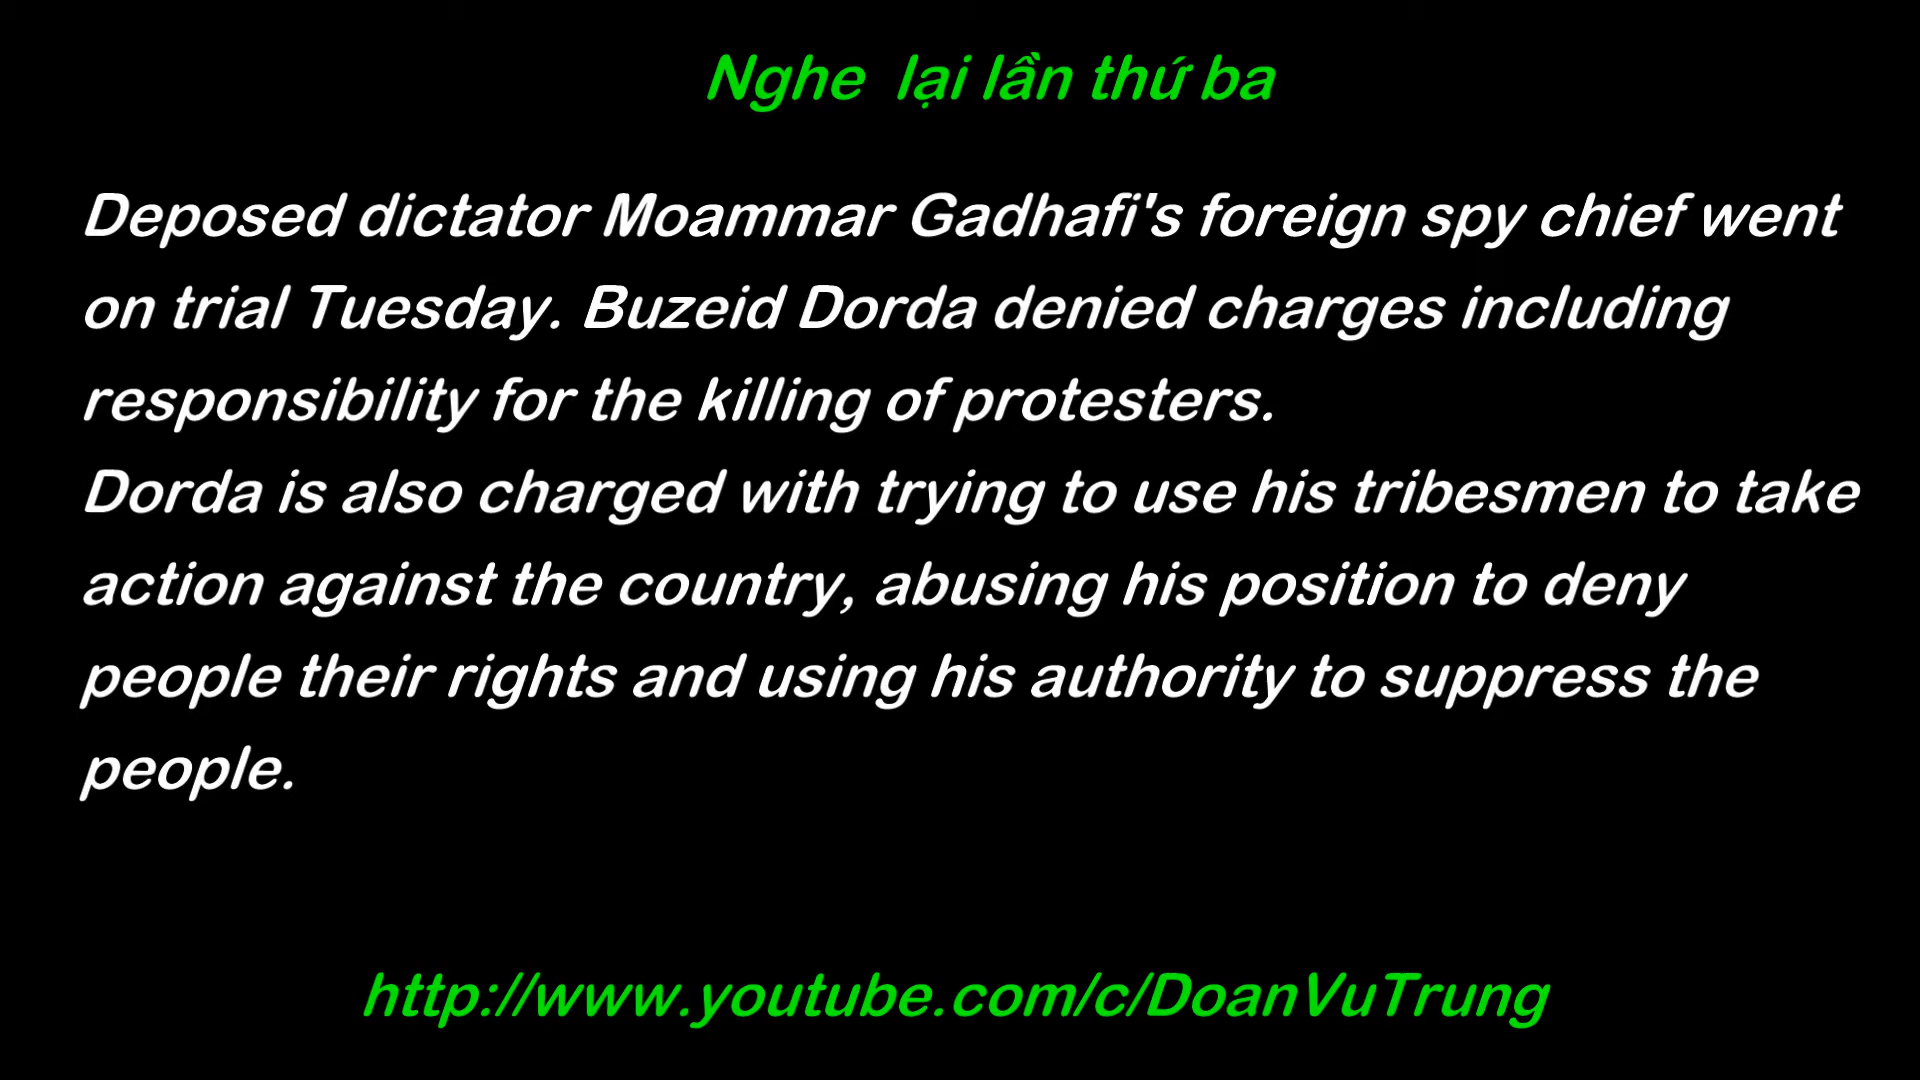 Nghe lại lần thứ ba
Deposed dictator Moammar Gadhafi's foreign spy chief went
on trial Tuesday. Buzeid Dorda denied charges including
responsibility for the killing of protesters.
Dorda is also charged with trying to use his tribesmen to take
action against the country, abusing his position to deny
people their rights and using his authority to suppress the
people.
http://www.youtube.com/c/DoanVuTrung